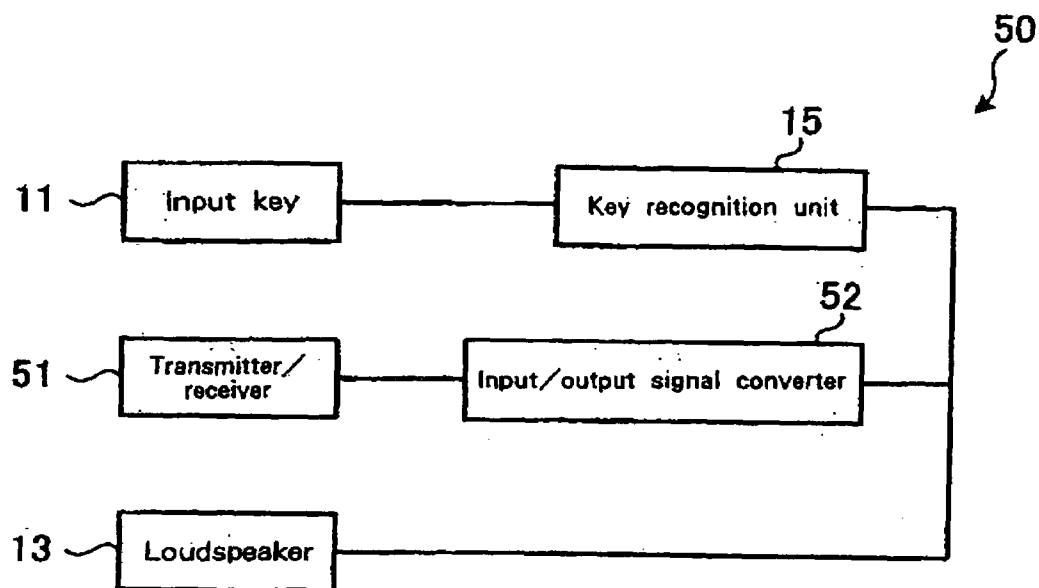 50
15
11
Input key
Key recognition unit
52
51
Transmitter/
receiver
Input/output signal converter
13
Loudspeaker